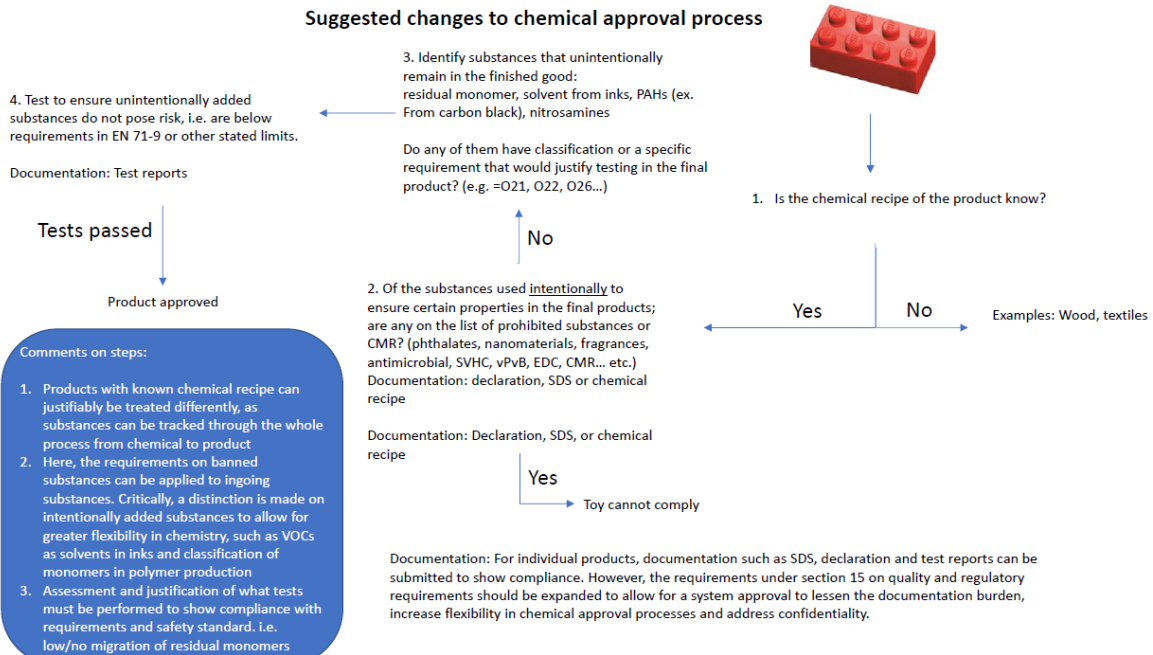 Suggested changes to chemical approval process
1. Is the chemical recipe of the product know?
Yes
No
Examples: Wood, textiles
2. Of the substances used intentionally to
ensure certain properties in the final products;
are any on the list of prohibited substances or
CMR? (phthalates, nanomaterials, fragrances,
antimicrobial, SVHC, vPvB, EDC, CMR... etc.)
Documentation: declaration, SDS or chemical
recipe
Documentation: Declaration, SDS, or chemical
recipe
Yes
Toy cannot comply
No
3. Identify substances that unintentionally
remain in the finished good:
residual monomer, solvent from inks, PAHs (ex.
From carbon black), nitrosamines
Do any of them have classification or a specific
requirement that would justify testing in the final
product? (e.g. =O21, O22, O26...)
4. Test to ensure unintentionally added
substances do not pose risk, i.e. are below
requirements in EN 71-9 or other stated limits.
Documentation: Test reports
Tests passed
Product approved
Comments on steps:
1. Products with known chemical recipe can
justifiably be treated differently, as
substances can be tracked through the whole
process from chemical to product
2. Here, the requirements on banned
substances can be applied to ingoing
substances. Critically, a distinction is made on
intentionally added substances to allow for
greater flexibility in chemistry, such as VOCs
as solvents in inks and classification of
monomers in polymer production
3. Assessment and justification of what tests
must be performed to show compliance with
requirements and safety standard. i.e.
low/no migration of residual monomers
Documentation: For individual products, documentation such as SDS, declaration and test reports can be
submitted to show compliance. However, the requirements under section 15 on quality and regulatory
requirements should be expanded to allow for a system approval to lessen the documentation burden,
increase flexibility in chemical approval processes and address confidentiality.